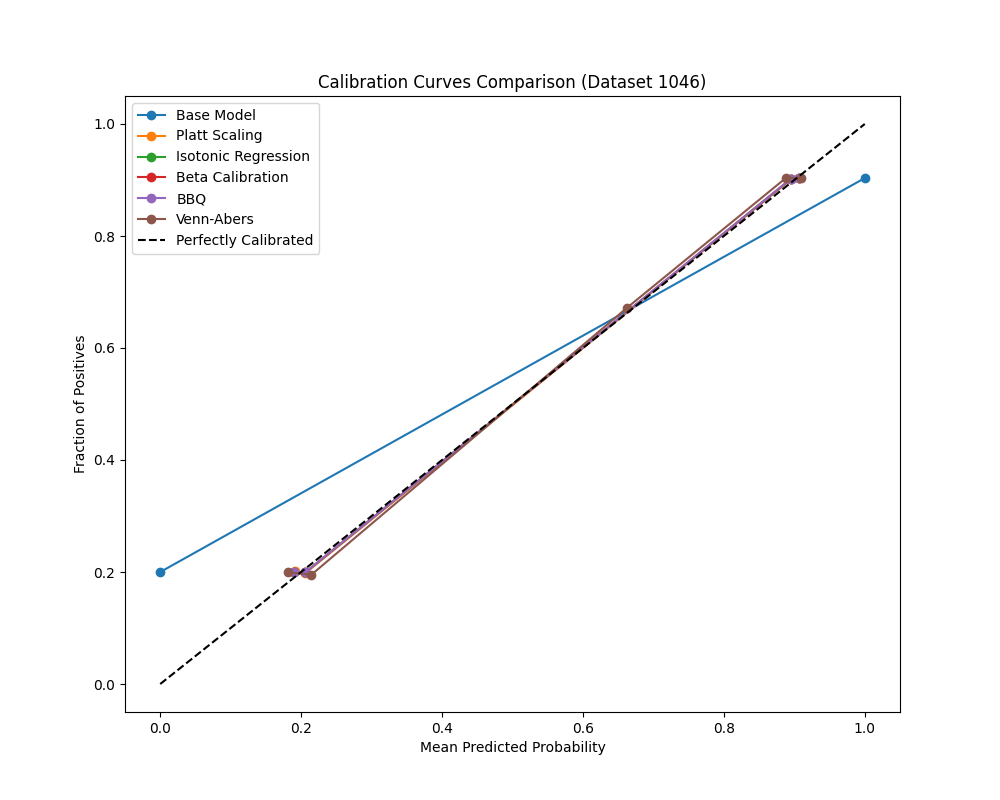 Calibration Curves Comparison (Dataset 1046)
Base Model
Platt Scaling
Isotonic Regression
Beta Calibration
BBQ
Venn-Abers
Perfectly Calibrated
Fraction of Positives
1.0
0.8
0.6
0.4
0.2
0.0
0.0 0.2 0.4 0.6 0.8 1.0
Mean Predicted Probability